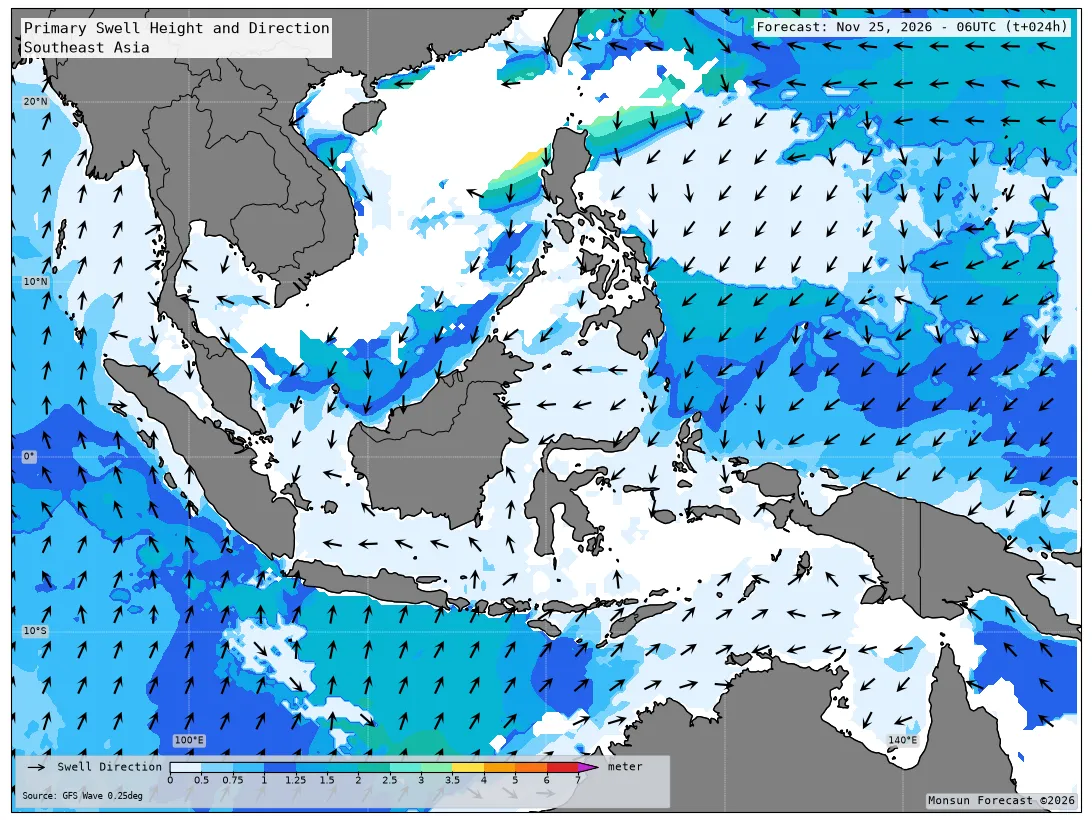 Primary Swell Height and Direction
Southeast Asia
Forecast: Nov 25, 2026 - 06UTC (t+024h)
20°N
10°N
0°
10°S
100°E
140°E
Swell Direction
meter
0 0.5 0.75 1 1.25 1.5 2 2.5 3 3.5 4 5 6 7
Source: GFS Wave 0.25deg
Monsun Forecast ©2026